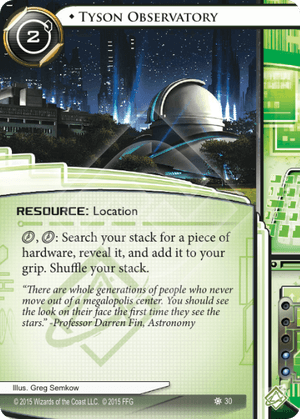 ♦ Tyson Observatory
2
RESOURCE: Location
, : Search your stack for a piece of
hardware, reveal it, and add it to your
grip. Shuffle your stack.
"There are whole generations of people who never
move out of a megalopolis center. You should see
the look on their face the first time they see the
stars." -Professor Darren Fin, Astronomy
Illus. Greg Semkow
© 2015 Wizards of the Coast LLC. © 2015 FFG
30